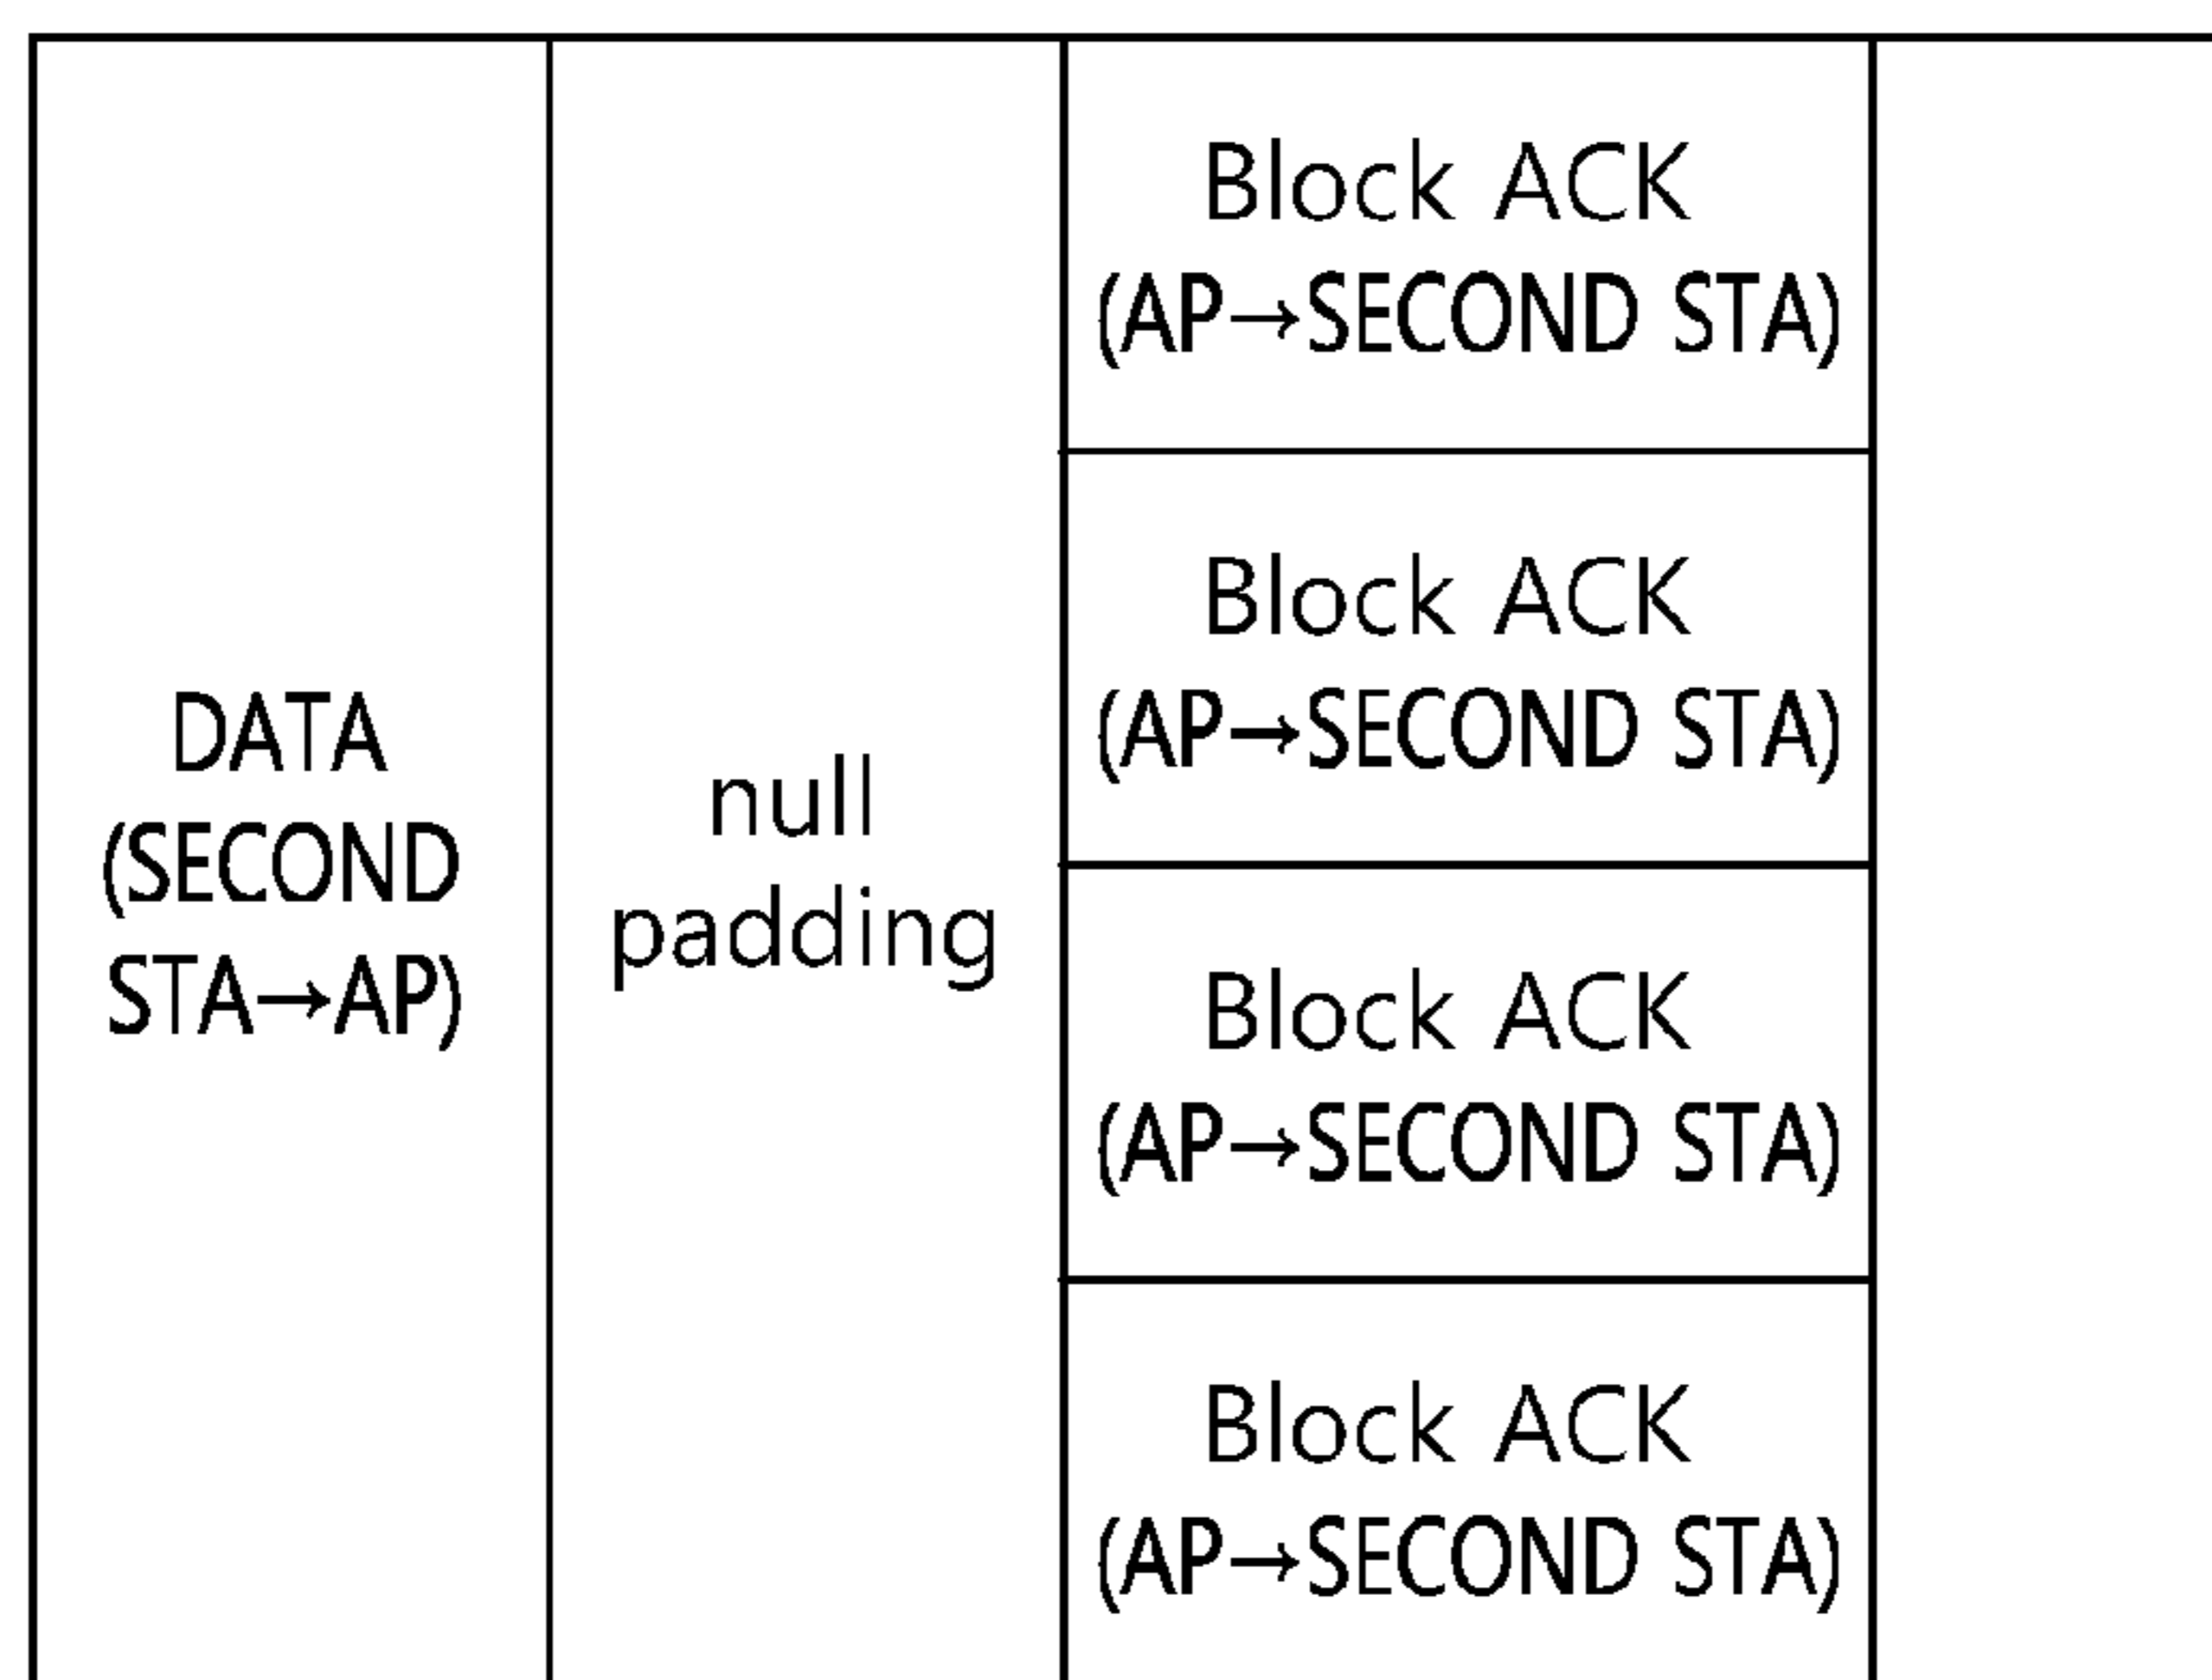 DATA
(SECOND
STA→AP)
null
padding
Block ACK
(AP→SECOND STA)
Block ACK
(AP→SECOND STA)
Block ACK
(AP→SECOND STA)
Block ACK
(AP→SECOND STA)